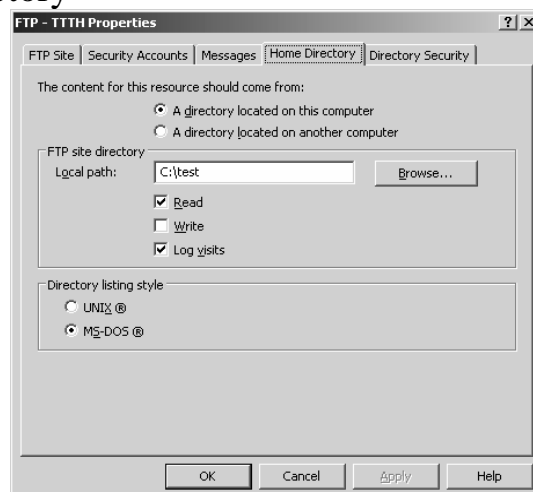 tory
FTP - TTTH Properties
FTP Site Security Accounts Messages Home Directory Directory Security
The content for this resource should come from:
A directory located on this computer
A directory located on another computer
FTP site directory
Local path: C:\test Browse...
Read
Write
Log visits
Directory listing style
UNIX ®
MS-DOS ®
OK Cancel Apply Help